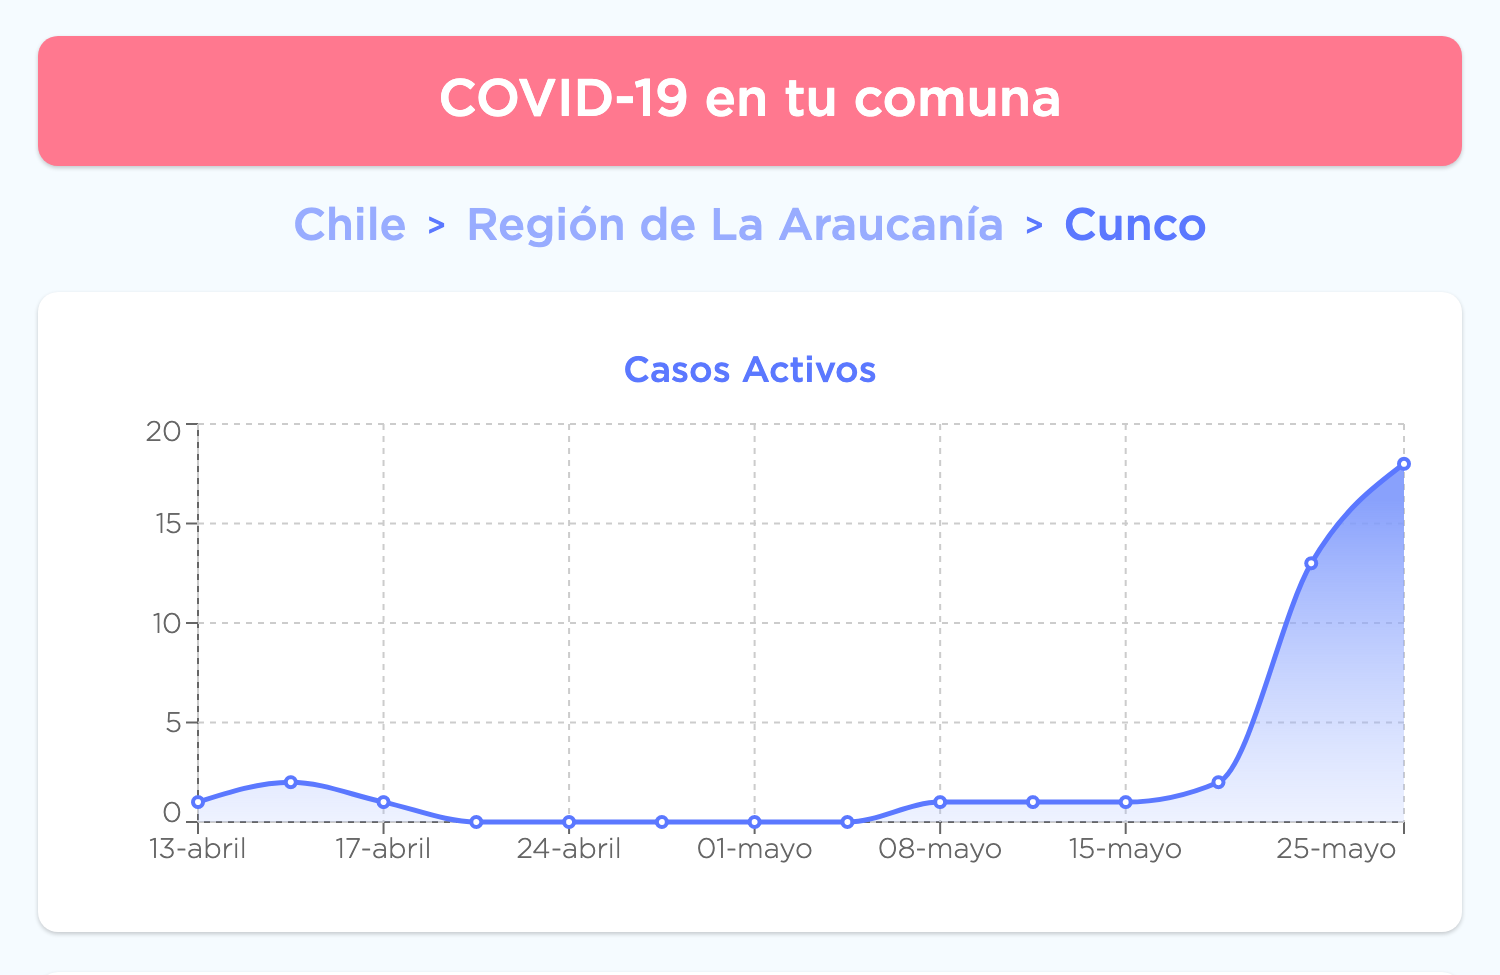 COVID-19 en tu comuna
Chile > Región de La Araucanía > Cunco
Casos Activos
20
15
10
5
0
13-abril 17-abril 24-abril 01-mayo 08-mayo 15-mayo 25-mayo